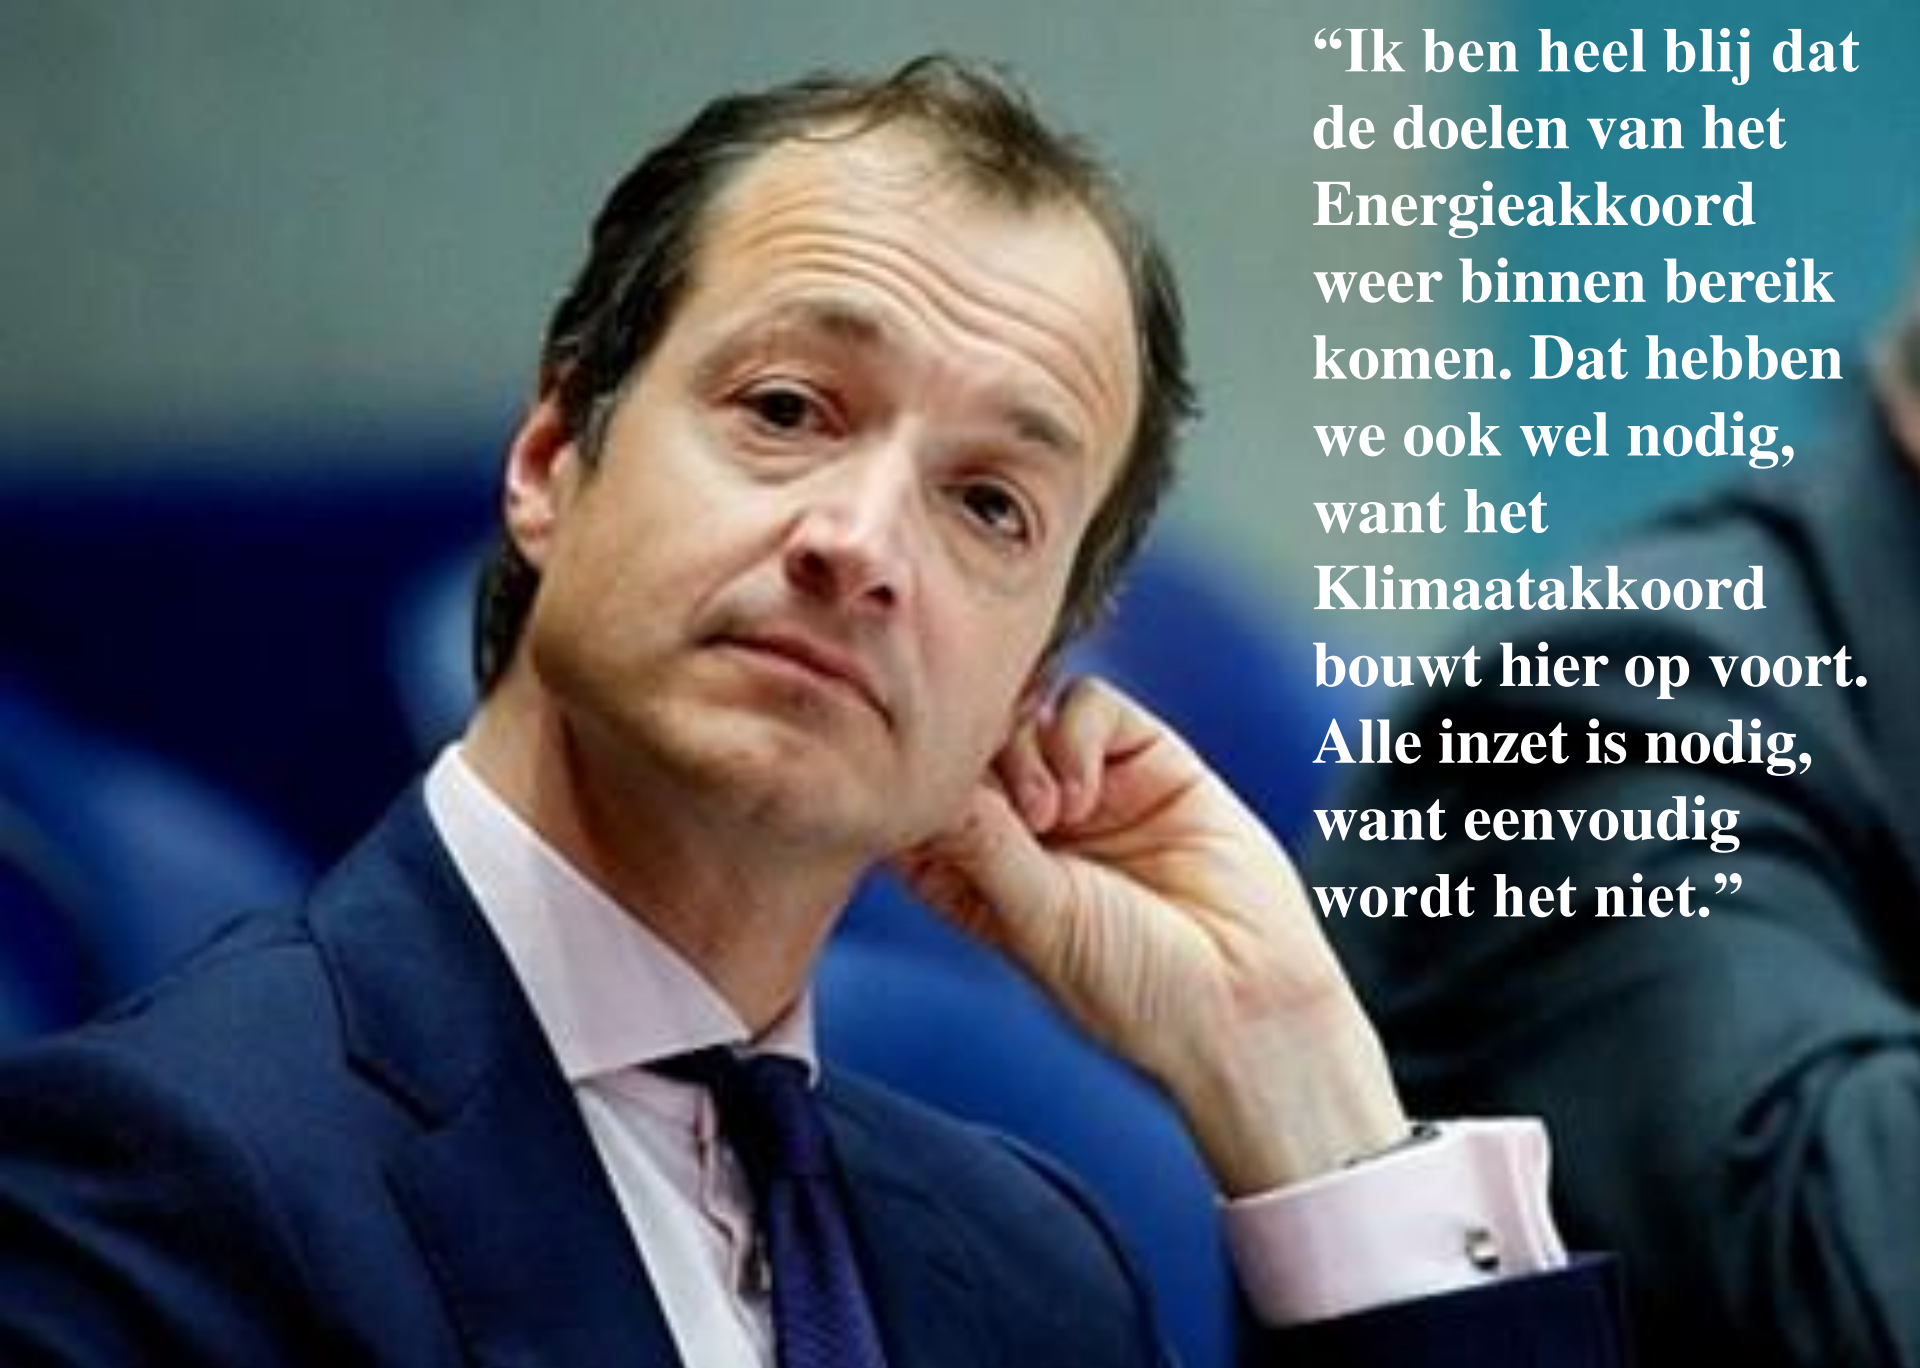 “Ik ben heel blij dat
de doelen van het
Energieakkoord
weer binnen bereik
komen. Dat hebben
we ook wel nodig,
want het
Klimaatakkoord
bouwt hier op voort.
Alle inzet is nodig,
want eenvoudig
wordt het niet.”